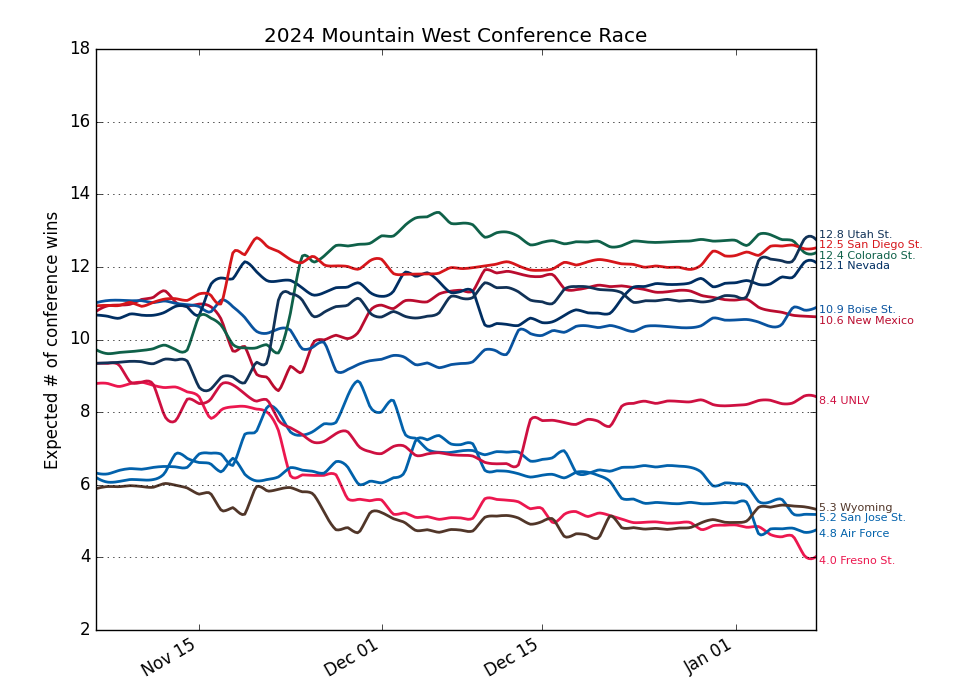 2024 Mountain West Conference Race
Expected # of conference wins
18
16
14
12
10
8
6
4
2
12.8 Utah St.
12.5 San Diego St.
12.4 Colorado St.
12.1 Nevada
10.9 Boise St.
10.6 New Mexico
8.4 UNLV
5.3 Wyoming
5.2 San Jose St.
4.8 Air Force
4.0 Fresno St.
Nov 15
Dec 01
Dec 15
Jan 01